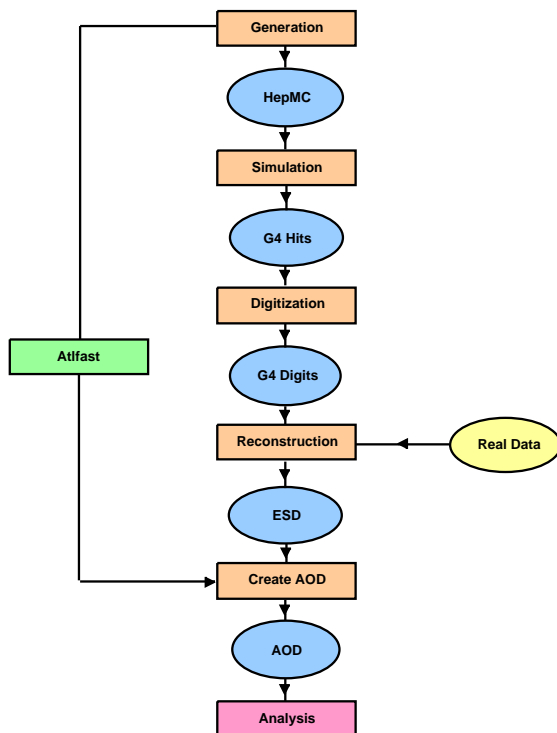 Generation
HepMC
Simulation
G4 Hits
Digitization
Atlfast
G4 Digits
Reconstruction
Real Data
ESD
Create AOD
AOD
Analysis